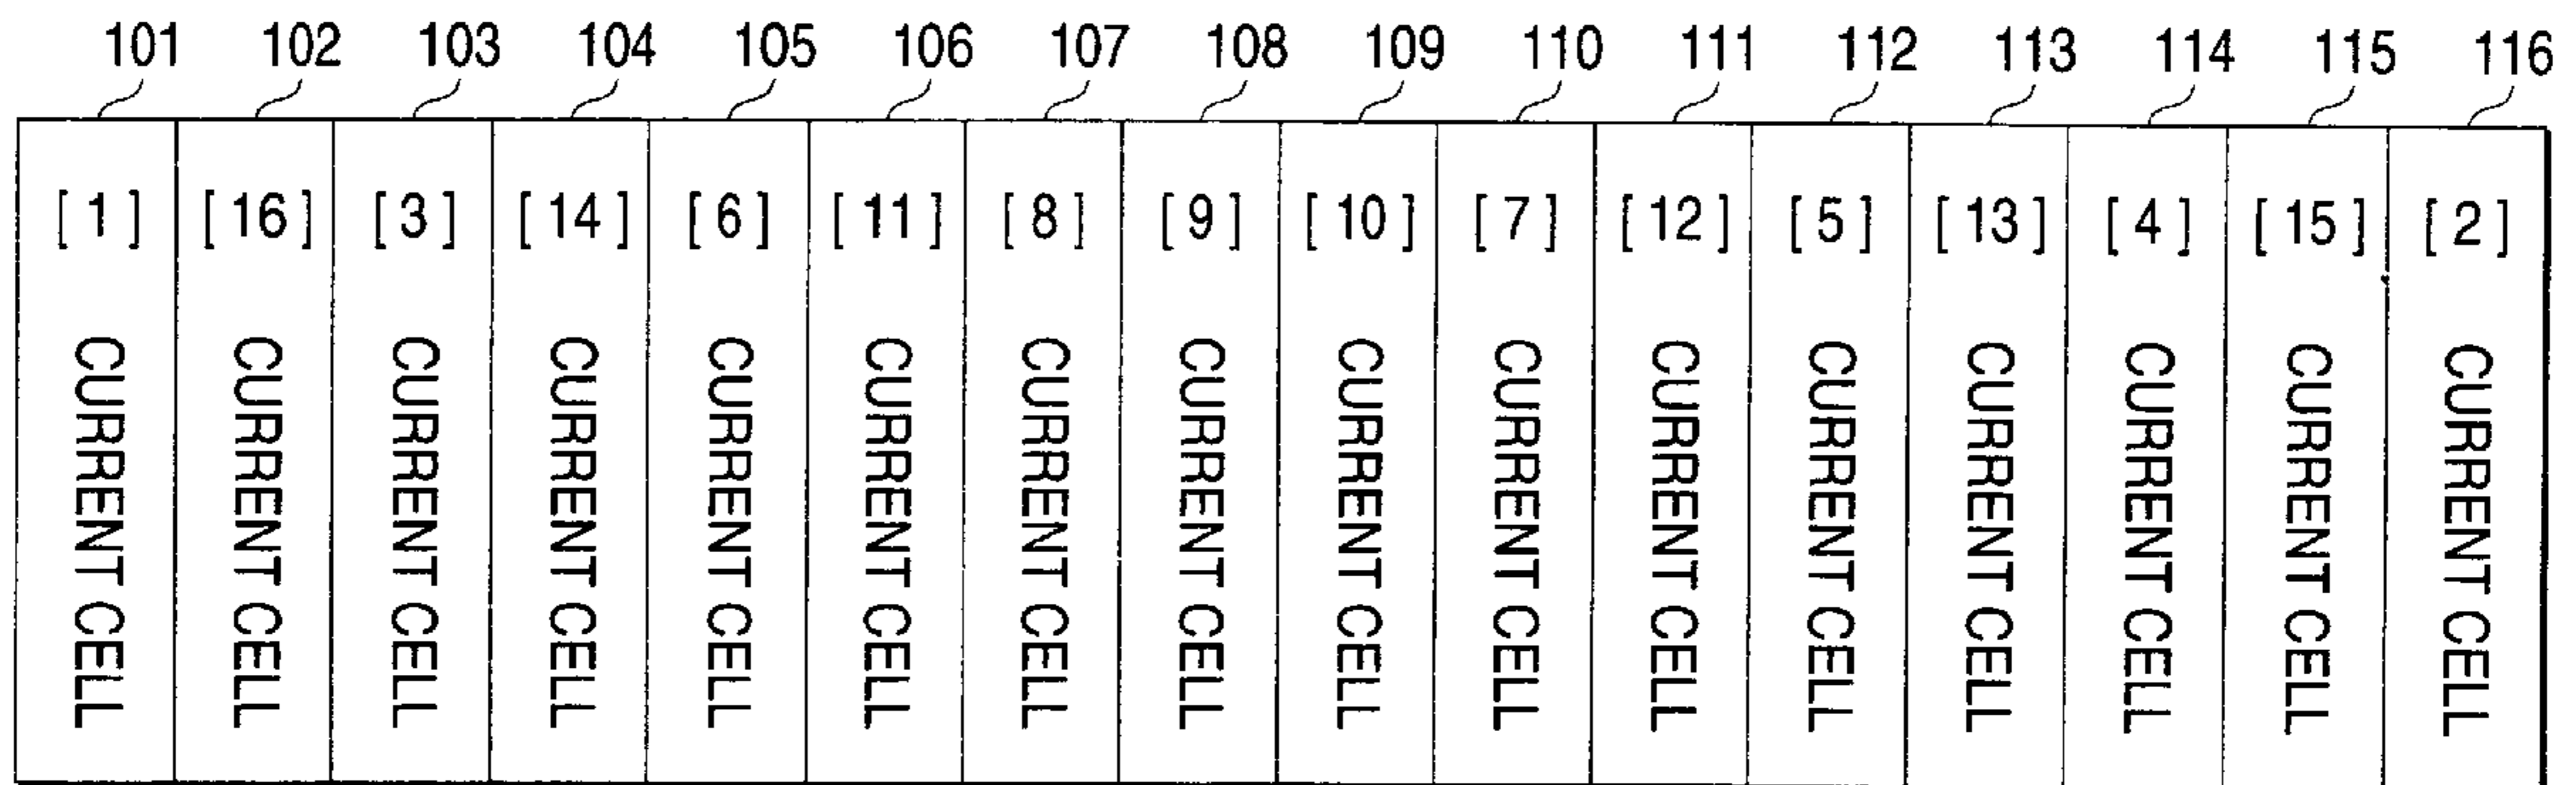 101 102 103 104 105 106 107 108 109 110 111 112 113 114 115 116
[1] [16] [3] [14] [6] [11] [8] [9] [10] [7] [12] [5] [13] [4] [15] [2]
CURRENT CELL CURRENT CELL CURRENT CELL CURRENT CELL CURRENT CELL CURRENT CELL CURRENT CELL CURRENT CELL CURRENT CELL CURRENT CELL CURRENT CELL CURRENT CELL CURRENT CELL CURRENT CELL CURRENT CELL CURRENT CELL